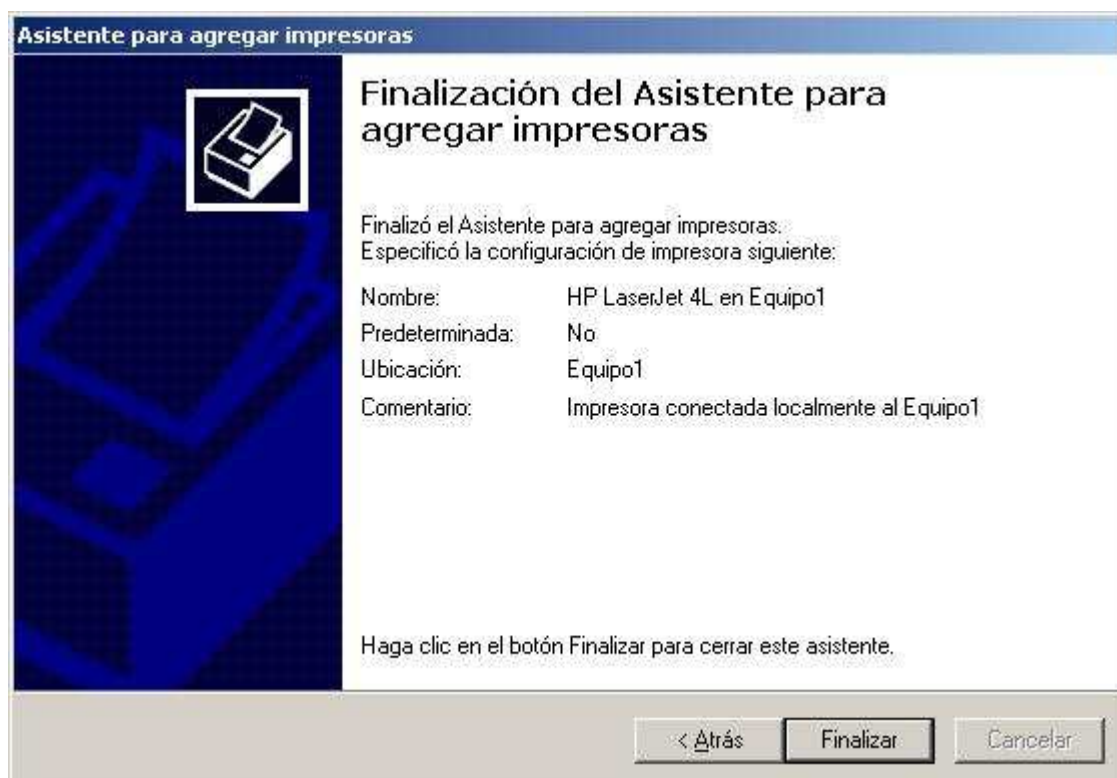 Asistente para agregar impresoras
Finalización del Asistente para
agregar impresoras
Finalizó el Asistente para agregar impresoras.
Especificó la configuración de impresora siguiente:
Nombre: HP LaserJet 4L en Equipo1
Predeterminada: No
Ubicación: Equipo1
Comentario: Impresora conectada localmente al Equipo1
Haga clic en el botón Finalizar para cerrar este asistente.
< Atrás Finalizar Cancelar